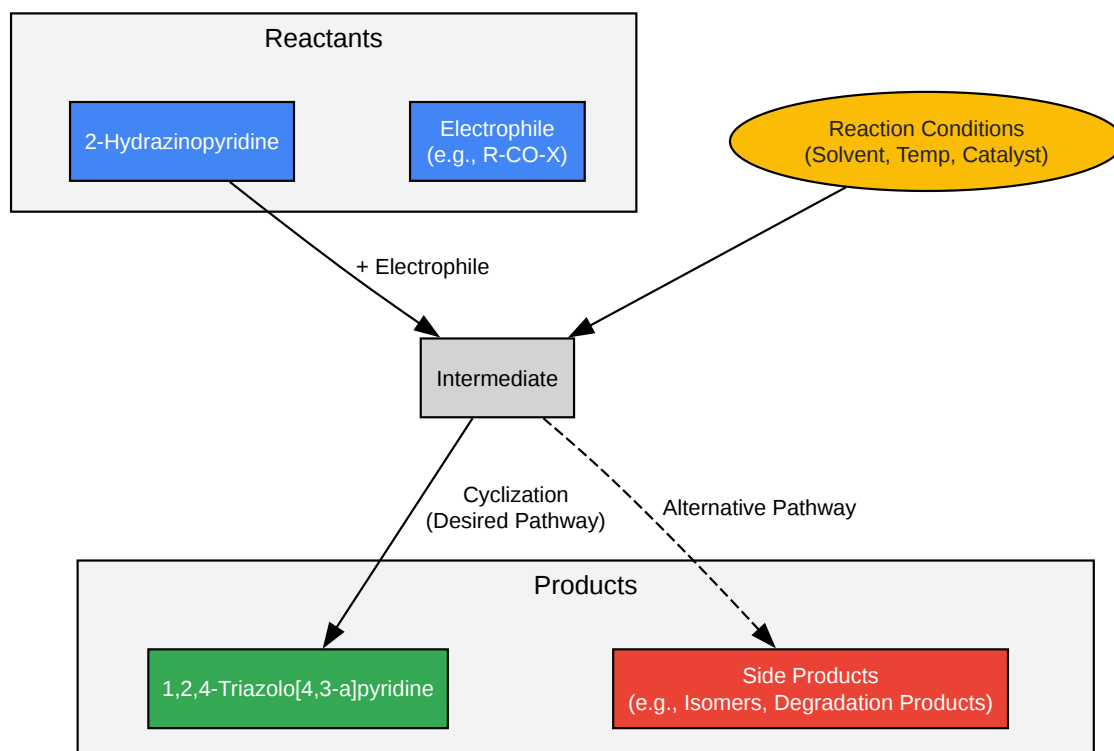 Reactants
2-Hydrazinopyridine
Electrophile
(e.g., R-CO-X)
Reaction Conditions
(Solvent, Temp, Catalyst)
+ Electrophile
Intermediate
Cyclization
(Desired Pathway)
Alternative Pathway
Products
1,2,4-Triazolo[4,3-a]pyridine
Side Products
(e.g., Isomers, Degradation Products)